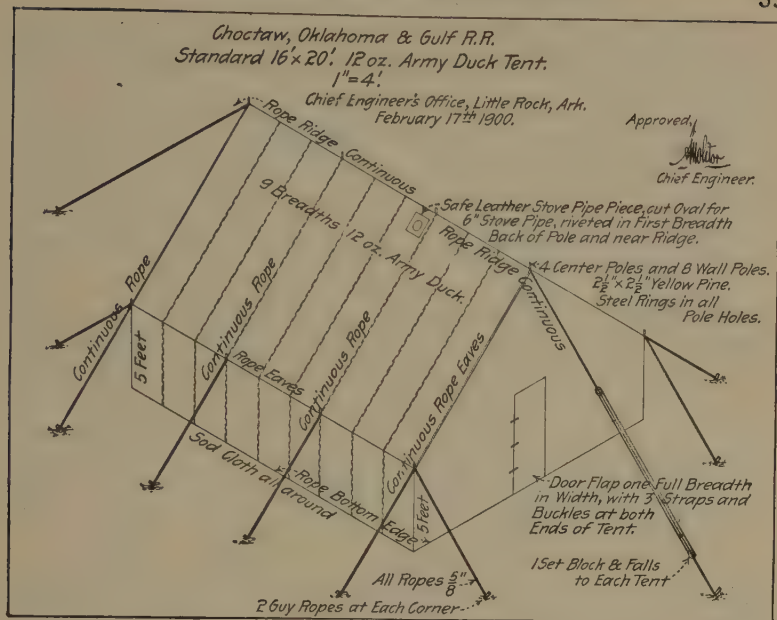 Choctaw, Oklahoma & Gulf R.R.
Standard 16'x20'. 12 oz. Army Duck Tent.
1"=4'.
Chief Engineer's Office, Little Rock, Ark.
February 17th 1900.
Approved,
Chief Engineer.
Rope Ridge Continuous
9 Breadths 12 oz. Army Duck
Safe Leather Stove Pipe Piece, cut Oval for
6" Stove Pipe, riveted in First Breadth
Back of Pole and near Ridge.
Rope Ridge Continuous
4 Center Poles and 8 Wall Poles.
2½"x2½" Yellow Pine.
Steel Rings in all
Pole Holes.
Continuous Rope
Continuous Rope
Continuous Rope
Continuous Rope Eaves
5 Feet
Rope Eaves
Sod Cloth all around
Rope Bottom Edge
5 Feet
Door Flap one Full Breadth
in Width, with 3 Straps and
Buckles at both
Ends of Tent.
1 Set Block & Falls
to Each Tent
All Ropes 5/8"
2 Guy Ropes at Each Corner